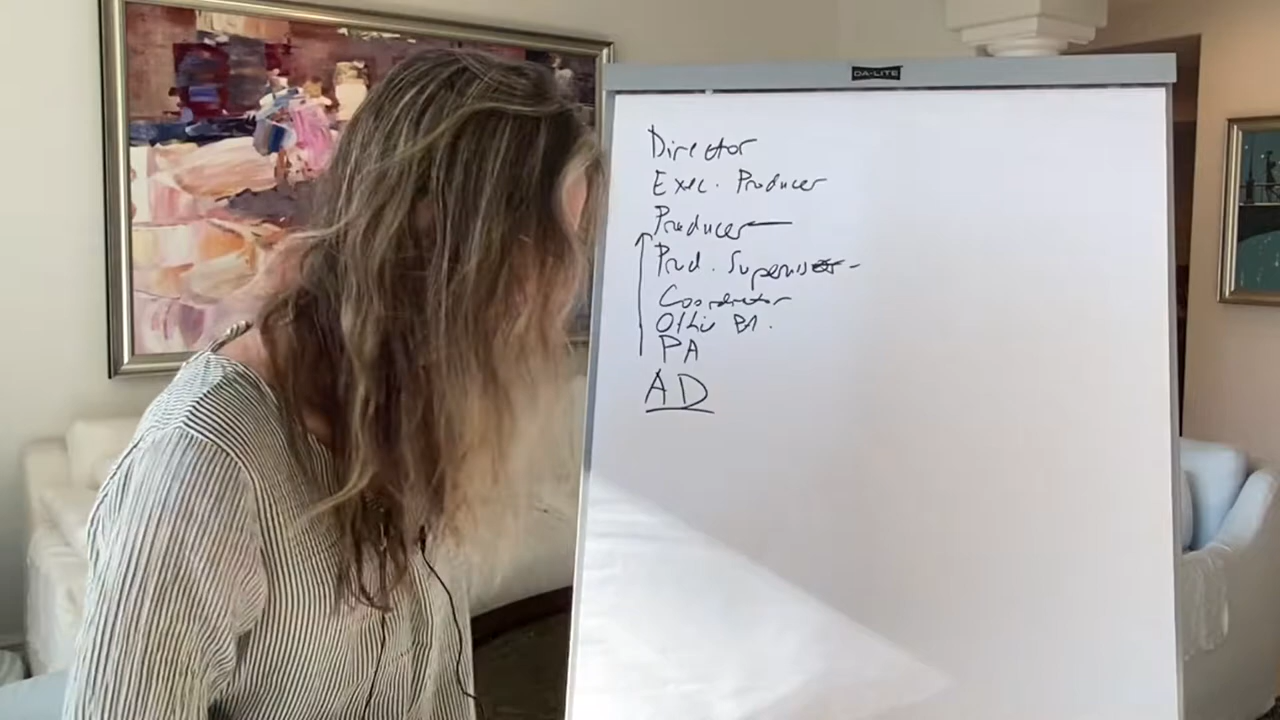 DA-LITE
Director
Exec. Producer
Producer
Prod. Supervisor
Coordinator
Office PA.
PA
AD